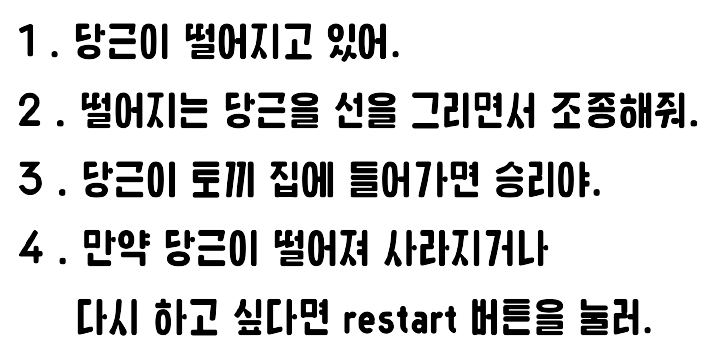 1. 당근이 떨어지고 있어.
2. 떨어지는 당근을 선을 그리면서 조종해줘.
3. 당근이 토끼 집에 들어가면 승리야.
4. 만약 당근이 떨어져 사라지거나
다시 하고 싶다면 restart 버튼을 눌러.